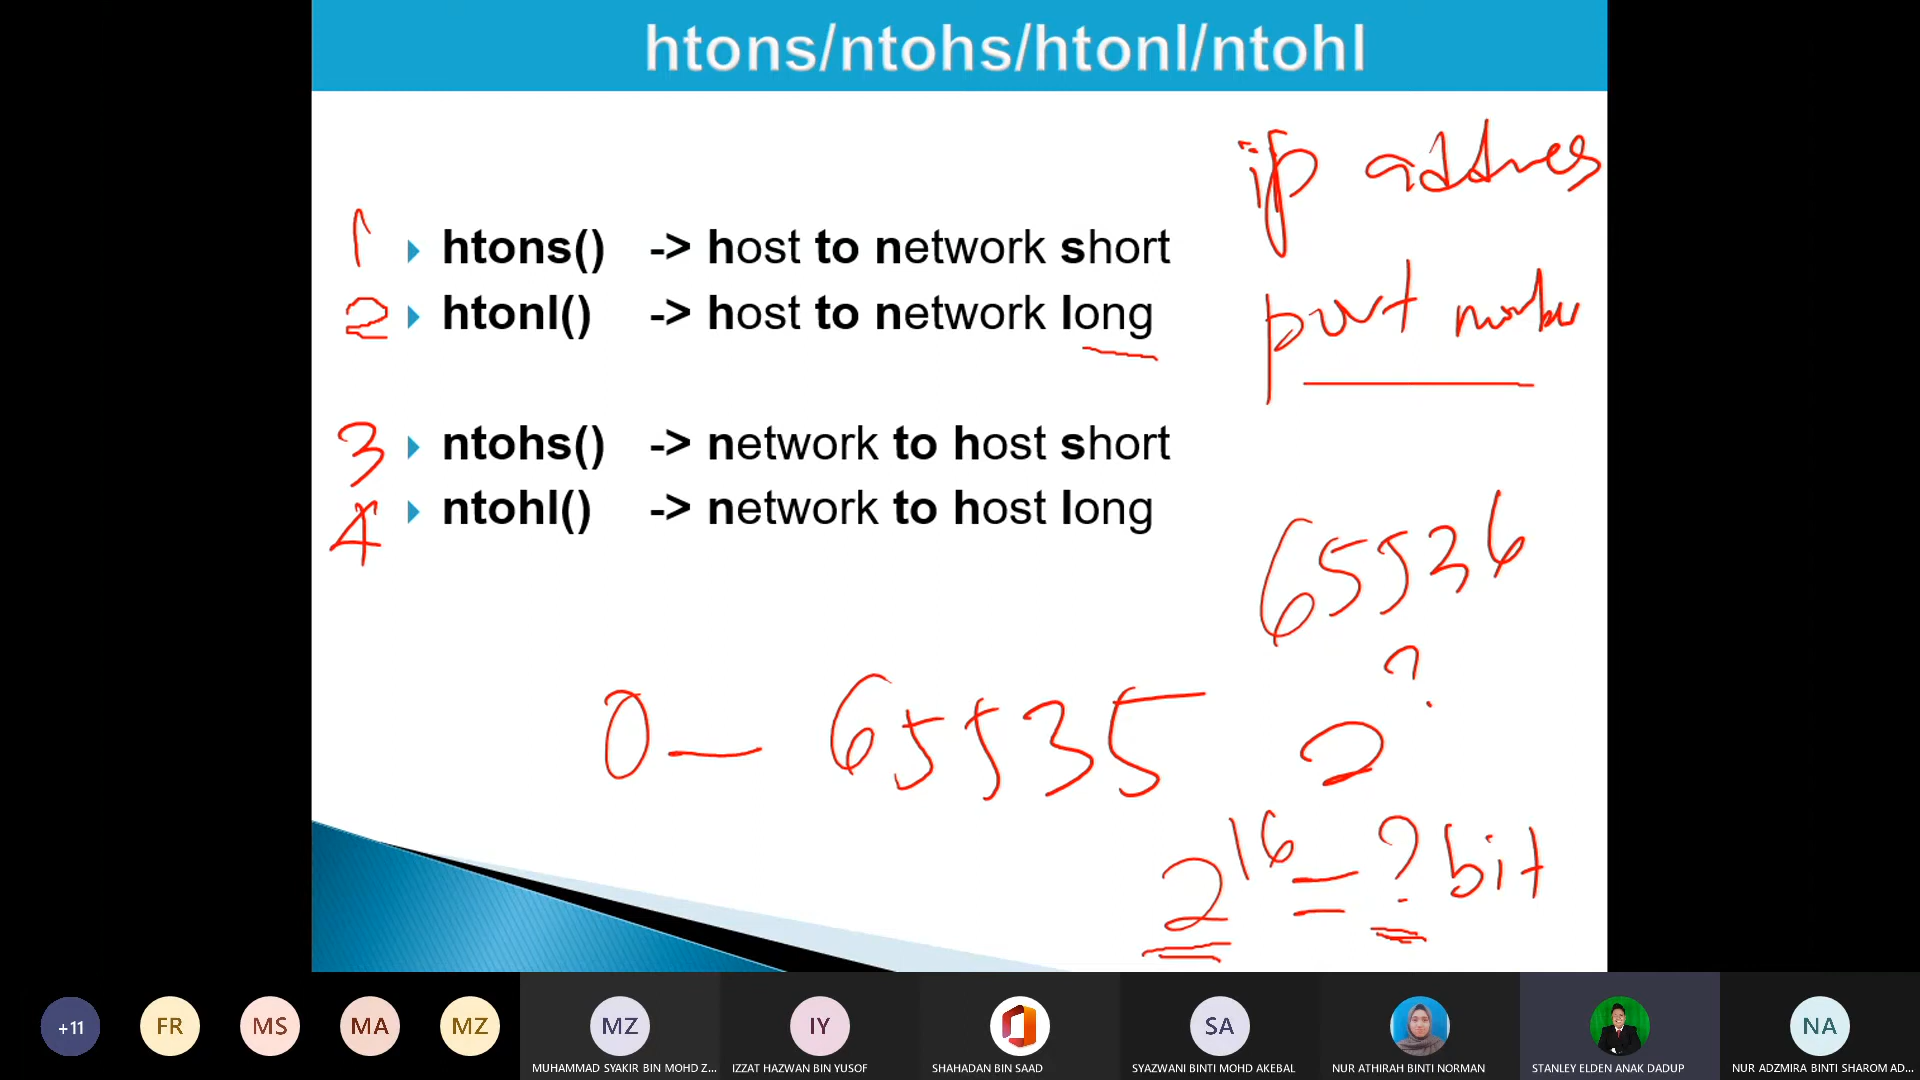 htons/ntohs/htonl/ntohl
ip address
1 htons() -> host to network short
2 htonl() -> host to network long
port number
3 ntohs() -> network to host short
4 ntohl() -> network to host long
65536
?
0 — 65535 2
2^16 = ? bit
+11 FR MS MA MZ MZ IY SA NA
MUHAMMAD SYAKIR BIN MOHD Z... IZZAT HAZWAN BIN YUSOF SHAHADAN BIN SAAD SYAZWANI BINTI MOHD AKEBAL NUR ATHIRAH BINTI NORMAN STANLEY ELDEN ANAK DADUP NUR ADZMIRA BINTI SHAROM AD...